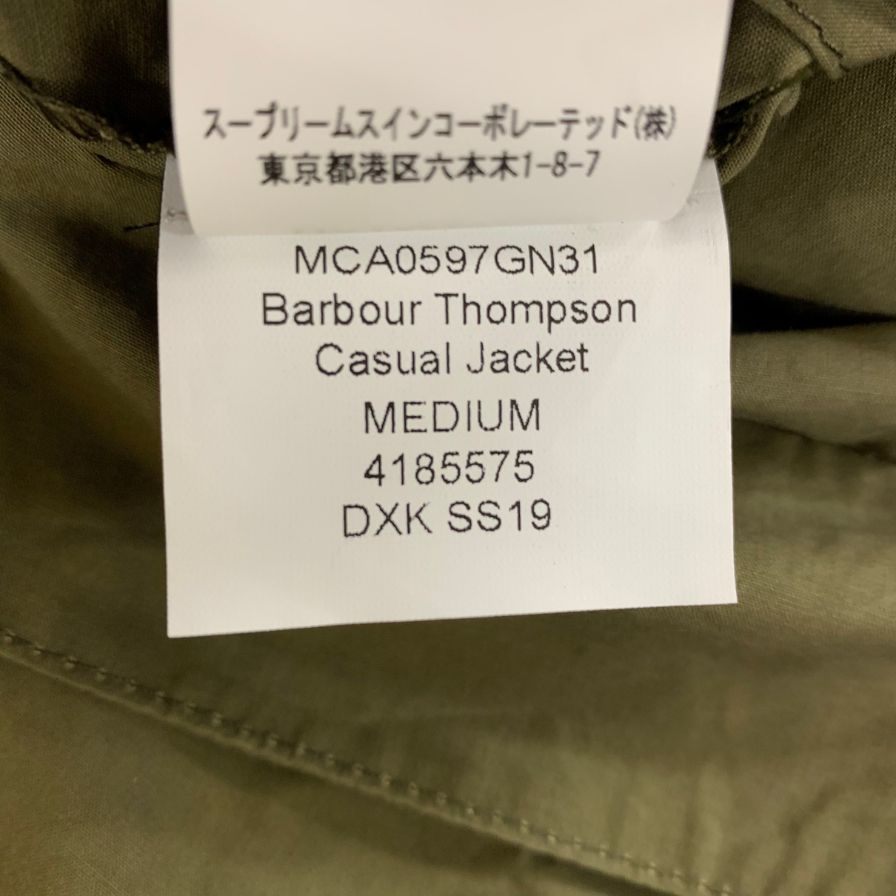 スープリームスインコーポレーテッド(株)
東京都港区六本木1-8-7
MCA0597GN31
Barbour Thompson
Casual Jacket
MEDIUM
4185575
DXK SS19